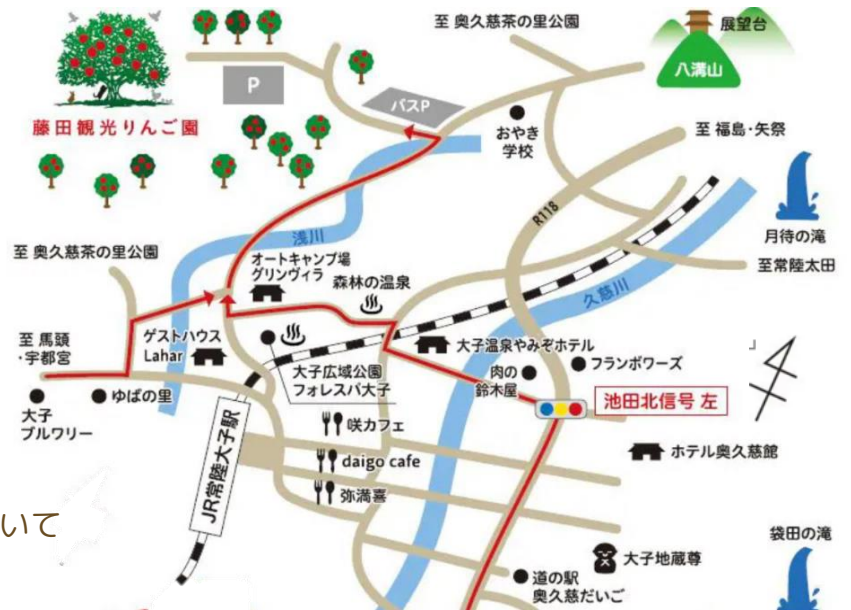 至 奥久慈茶の里公園
展望台
八溝山
P
バスP
藤田観光りんご園
おやき
学校
至 福島・矢祭
R118
月待の滝
浅川
至 奥久慈茶の里公園
オートキャンプ場
グリンヴィラ
森林の温泉
至常陸太田
久慈川
至 馬頭
・宇都宮
ゲストハウス
Lahar
大子温泉やみぞホテル
フランボワーズ
肉の
鈴木屋
大子広域公園
フォレスパ大子
ゆばの里
池田北信号 左
大子
ブルワリー
咲カフェ
JR常陸大子駅
daigo cafe
ホテル奥久慈館
弥満喜
いて
袋田の滝
大子地蔵尊
道の駅
奥久慈だいご